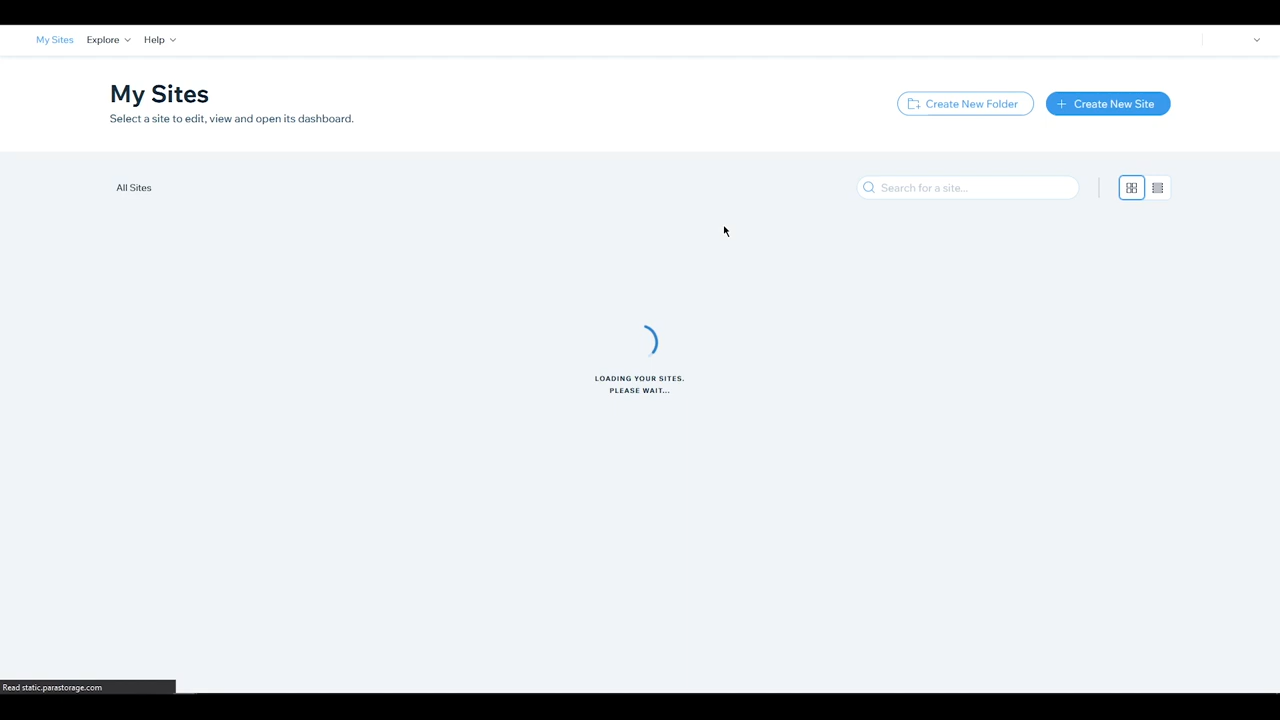 My Sites
Explore
Help
My Sites
Select a site to edit, view and open its dashboard.
Create New Folder
Create New Site
All Sites
Search for a site...
LOADING YOUR SITES.
PLEASE WAIT...
Read static.parastorage.com